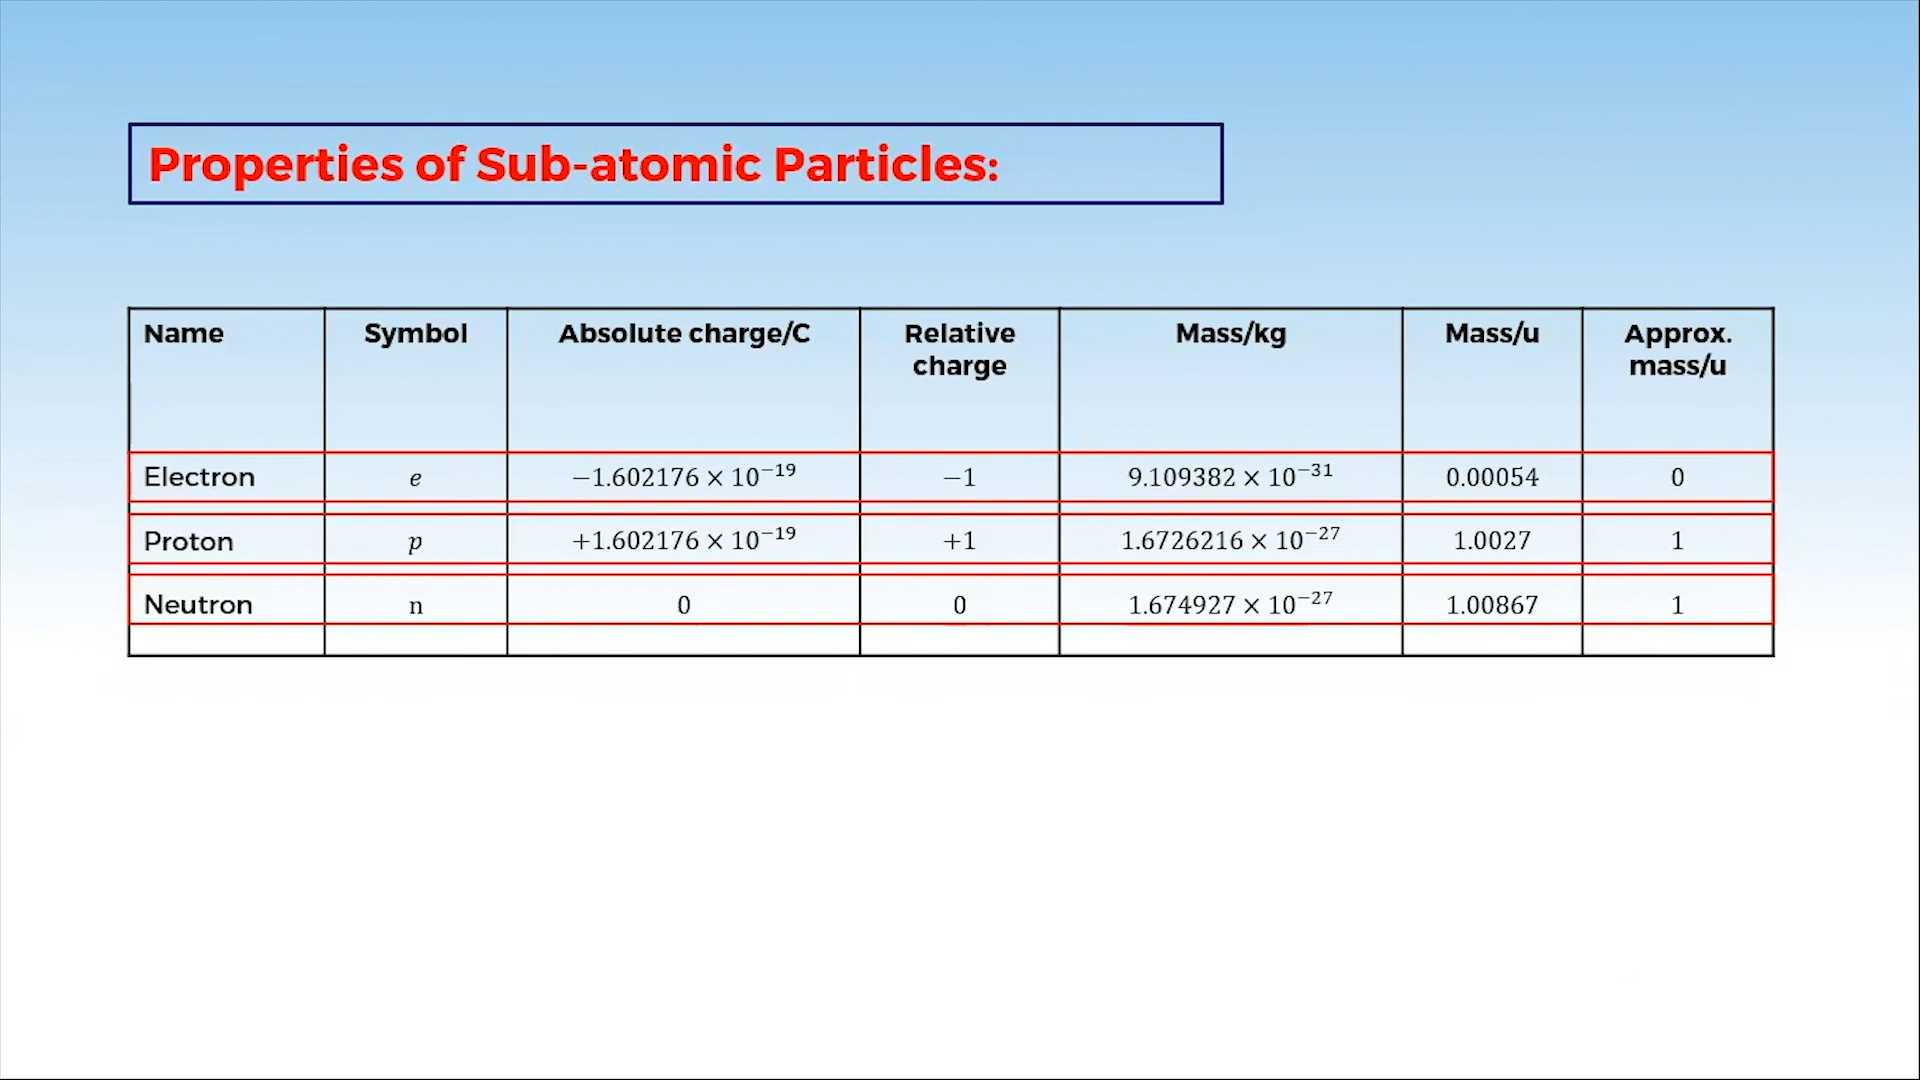 Properties of Sub-atomic Particles:
Name Symbol Absolute charge/C Relative charge Mass/kg Mass/u Approx. mass/u
Electron e −1.602176 × 10⁻¹⁹ −1 9.109382 × 10⁻³¹ 0.00054 0
Proton p +1.602176 × 10⁻¹⁹ +1 1.6726216 × 10⁻²⁷ 1.0027 1
Neutron n 0 0 1.674927 × 10⁻²⁷ 1.00867 1